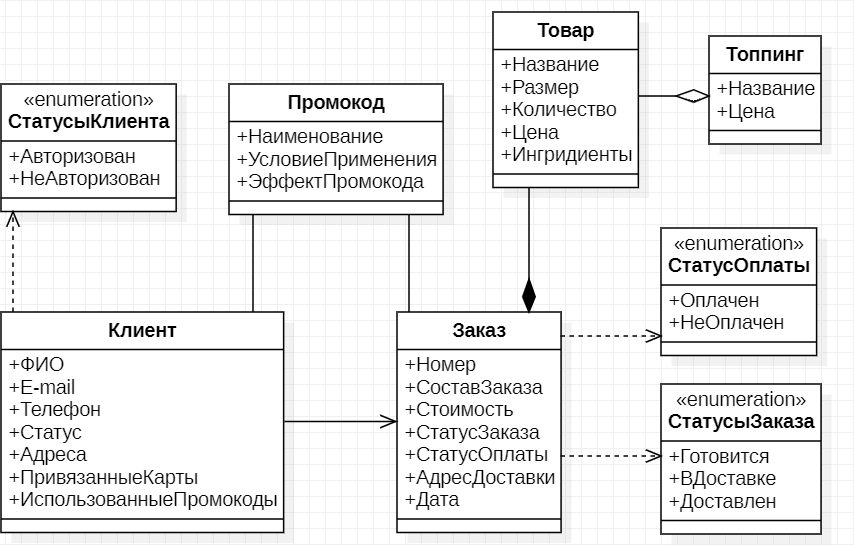 Товар
+Название
+Размер
+Количество
+Цена
+Ингридиенты
Топпинг
+Название
+Цена
«enumeration»
СтатусыКлиента
+Авторизован
+НеАвторизован
Промокод
+Наименование
+УсловиеПрименения
+ЭффектПромокода
«enumeration»
СтатусОплаты
+Оплачен
+НеОплачен
Клиент
+ФИО
+E-mail
+Телефон
+Статус
+Адреса
+ПривязанныеКарты
+ИспользованныеПромокоды
Заказ
+Номер
+СоставЗаказа
+Стоимость
+СтатусЗаказа
+СтатусОплаты
+АдресДоставки
+Дата
«enumeration»
СтатусыЗаказа
+Готовится
+ВДоставке
+Доставлен